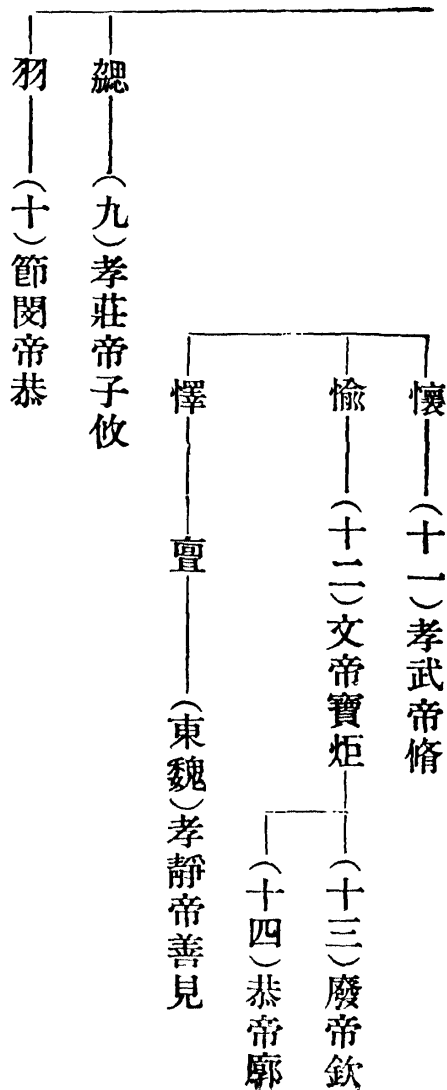 懷
(十一)孝武帝脩
愉
(十二)文帝寶炬
(十三)廢帝欽
(十四)恭帝廓
懌
亶
(東魏)孝靜帝善見
勰
(九)孝莊帝子攸
羽
(十)節閔帝恭